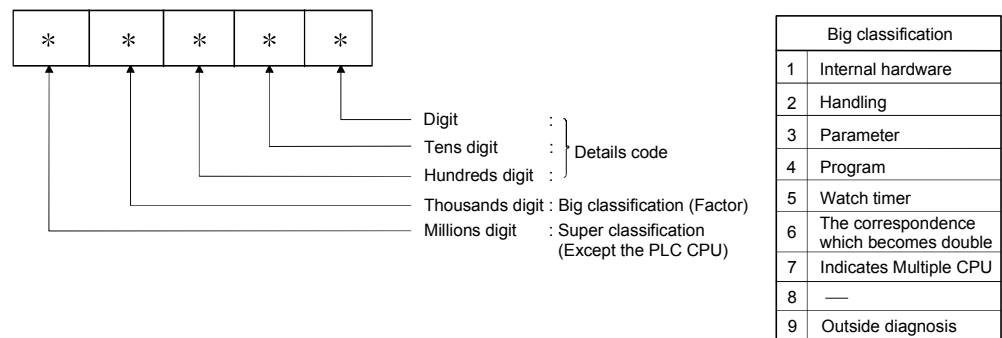 * * * * *
Digit :
Tens digit : Details code
Hundreds digit :
Thousands digit : Big classification (Factor)
Millions digit : Super classification
(Except the PLC CPU)
Big classification
1 Internal hardware
2 Handling
3 Parameter
4 Program
5 Watch timer
6 The correspondence
which becomes double
7 Indicates Multiple CPU
8 —
9 Outside diagnosis